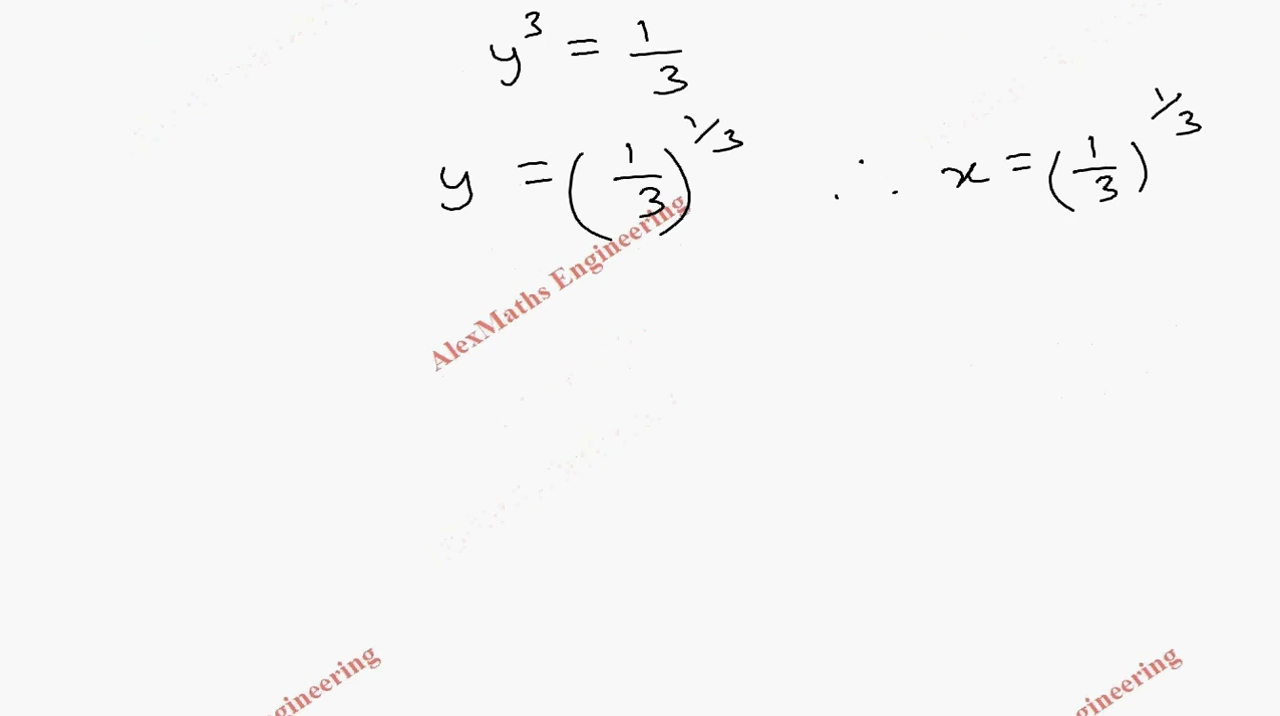 y³ = 1/3
y = (1/3)^1/3 ∴ x = (1/3)^1/3
AlexMaths Engineering
gineering
gineering